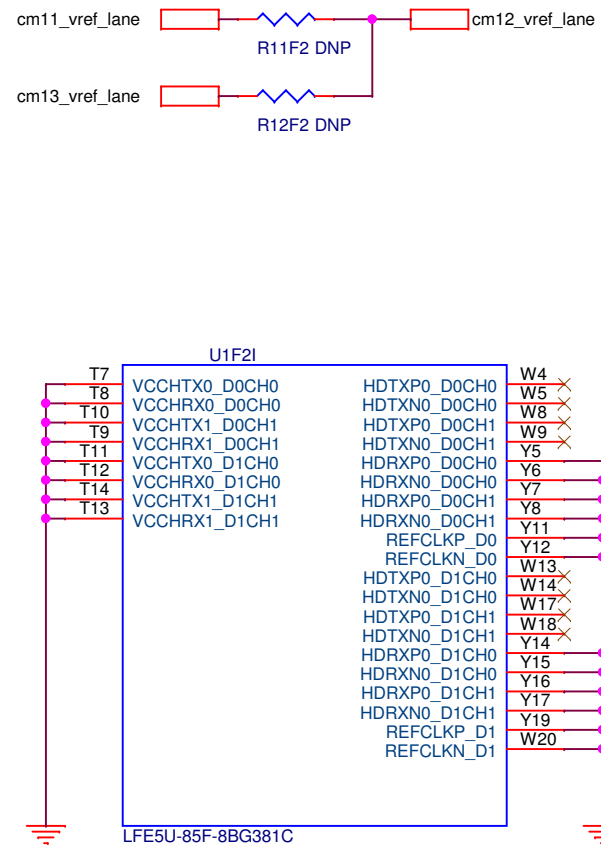 cm11_vref_lane
cm12_vref_lane
R11F2 DNP
cm13_vref_lane
R12F2 DNP
U1F2I
T7 VCCHTX0_D0CH0 HDTXP0_D0CH0 W4
T8 VCCHRX0_D0CH0 HDTXN0_D0CH0 W5
T10 VCCHTX1_D0CH1 HDTXP0_D0CH1 W8
T9 VCCHRX1_D0CH1 HDTXN0_D0CH1 W9
T11 VCCHTX0_D1CH0 HDRXP0_D0CH0 Y5
T12 VCCHRX0_D1CH0 HDRXN0_D0CH0 Y6
T14 VCCHTX1_D1CH1 HDRXP0_D0CH1 Y7
T13 VCCHRX1_D1CH1 HDRXN0_D0CH1 Y8
REFCLKP_D0 Y11
REFCLKN_D0 Y12
HDTXP0_D1CH0 W13
HDTXN0_D1CH0 W14
HDTXP0_D1CH1 W17
HDTXN0_D1CH1 W18
HDRXP0_D1CH0 Y14
HDRXN0_D1CH0 Y15
HDRXP0_D1CH1 Y16
HDRXN0_D1CH1 Y17
REFCLKP_D1 Y19
REFCLKN_D1 W20
LFE5U-85F-8BG381C